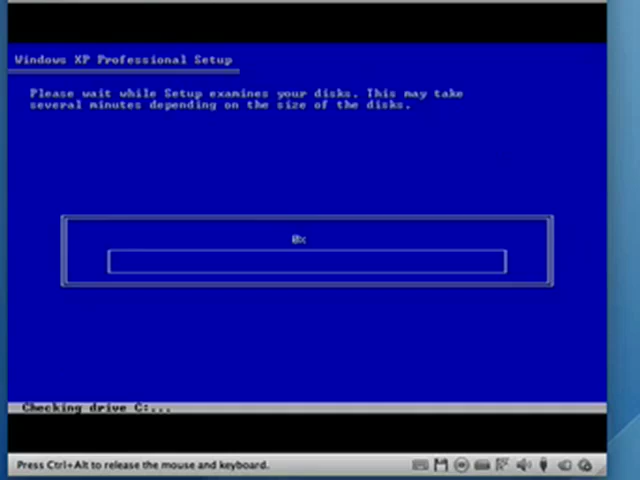 Windows XP Professional Setup
Please wait while Setup examines your disks. This may take
several minutes depending on the size of the disks.
0%
Checking drive C:...
Press Ctrl+Alt to release the mouse and keyboard.